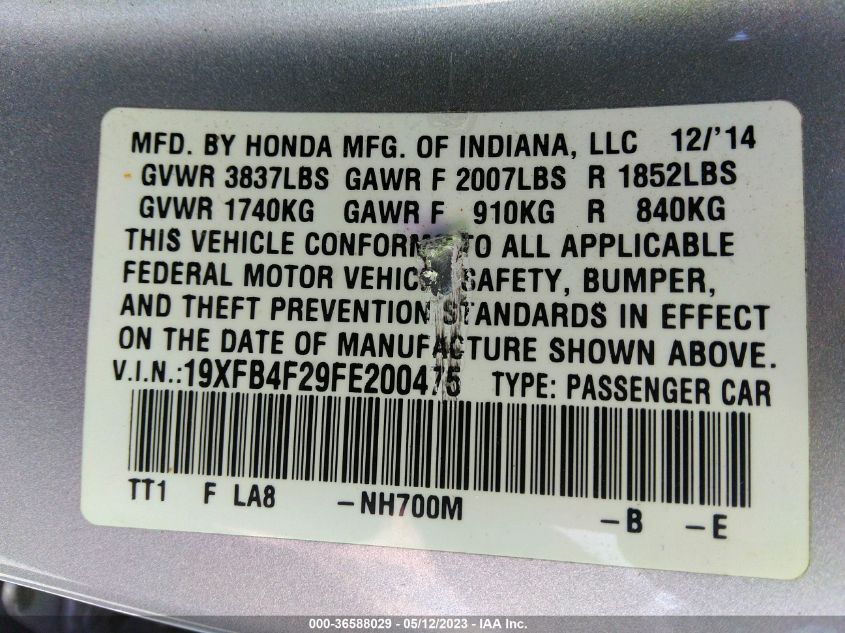 MFD. BY HONDA MFG. OF INDIANA, LLC 12/'14
GVWR 3837LBS GAWR F 2007LBS R 1852LBS
GVWR 1740KG GAWR F 910KG R 840KG
THIS VEHICLE CONFORMS TO ALL APPLICABLE
FEDERAL MOTOR VEHICLE SAFETY, BUMPER,
AND THEFT PREVENTION STANDARDS IN EFFECT
ON THE DATE OF MANUFACTURE SHOWN ABOVE.
V.I.N.:19XFB4F29FE200475 TYPE: PASSENGER CAR
TT1 F LA8 -NH700M -B -E
000-36588029 - 05/12/2023 - IAA Inc.